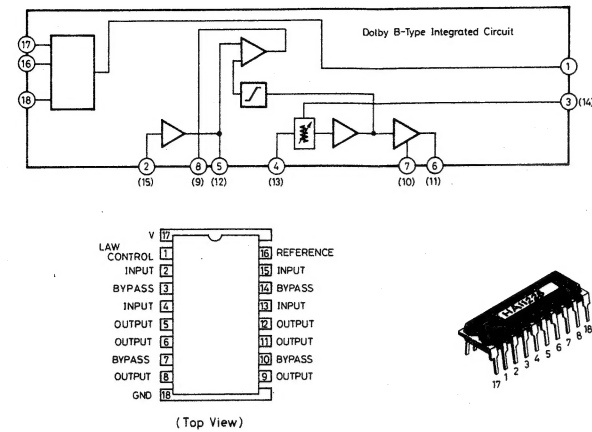 Dolby B-Type Integrated Circuit
17
16
18
1
3 (14)
2 8 5 4 7 6
(15) (9) (12) (13) (10) (11)
V 17
LAW CONTROL 1 16 REFERENCE
INPUT 2 15 INPUT
BYPASS 3 14 BYPASS
INPUT 4 13 INPUT
OUTPUT 5 12 OUTPUT
OUTPUT 6 11 OUTPUT
BYPASS 7 10 BYPASS
OUTPUT 8 9 OUTPUT
GND 18
(Top View)
HA11226
17 1 2 3 4 5 6 7 8 18